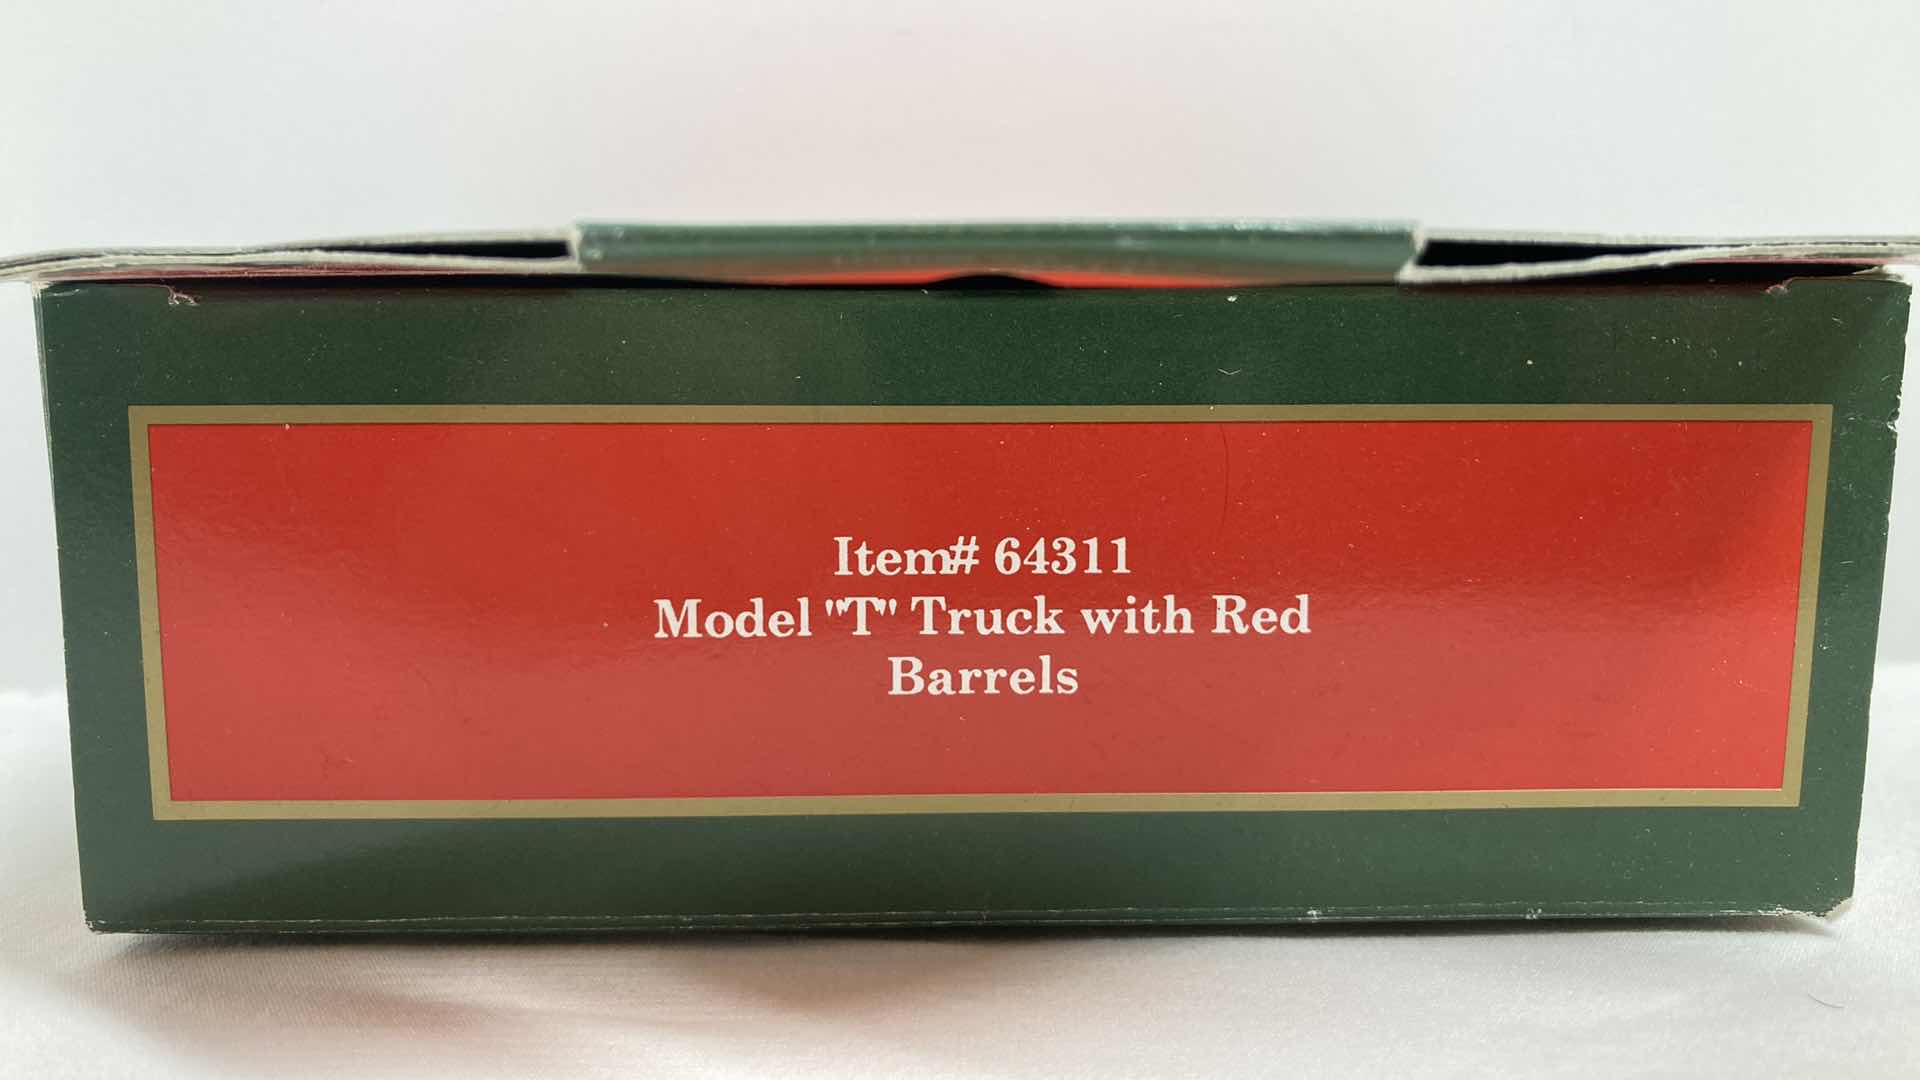 Item# 64311
Model "T" Truck with Red
Barrels